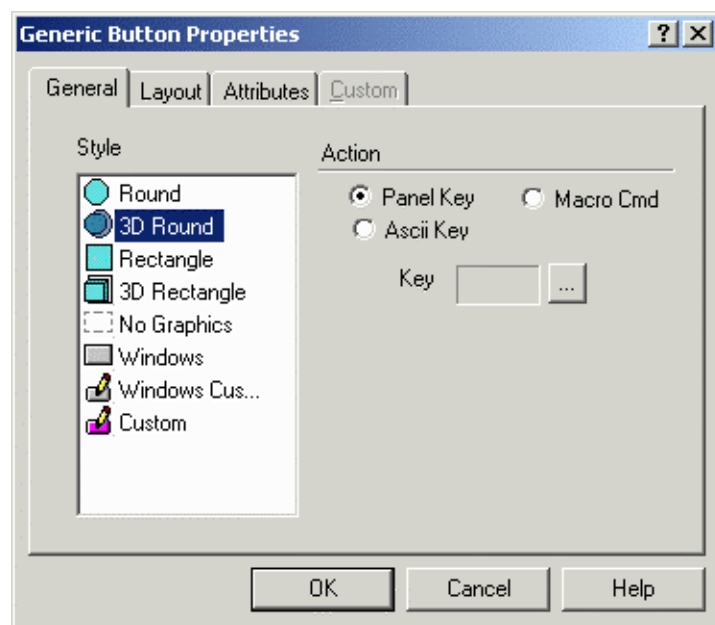 Generic Button Properties
General Layout Attributes Custom
Style
Round
3D Round
Rectangle
3D Rectangle
No Graphics
Windows
Windows Cus...
Custom
Action
Panel Key Macro Cmd
Ascii Key
Key ...
OK Cancel Help